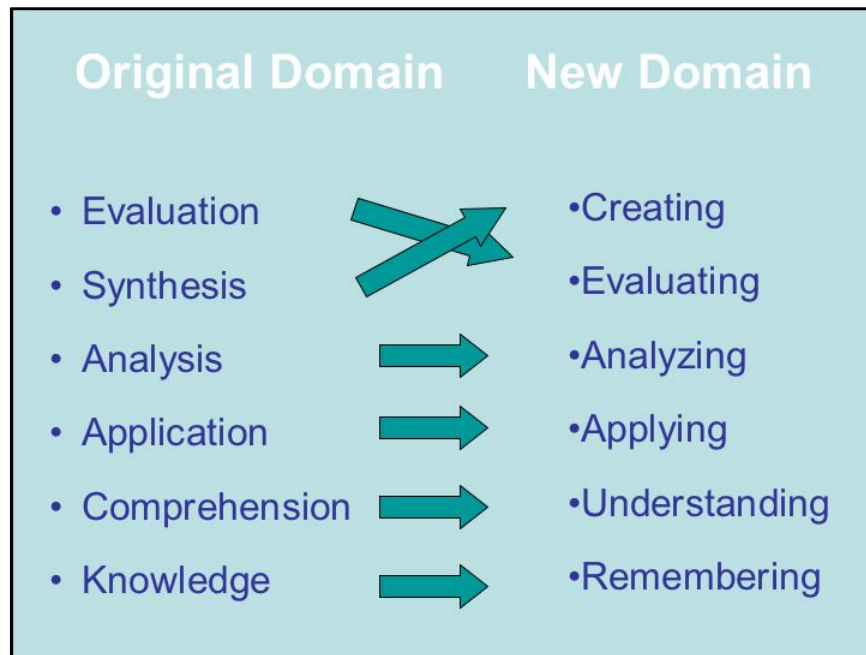 Original Domain New Domain
• Evaluation •Creating
• Synthesis •Evaluating
• Analysis •Analyzing
• Application •Applying
• Comprehension •Understanding
• Knowledge •Remembering